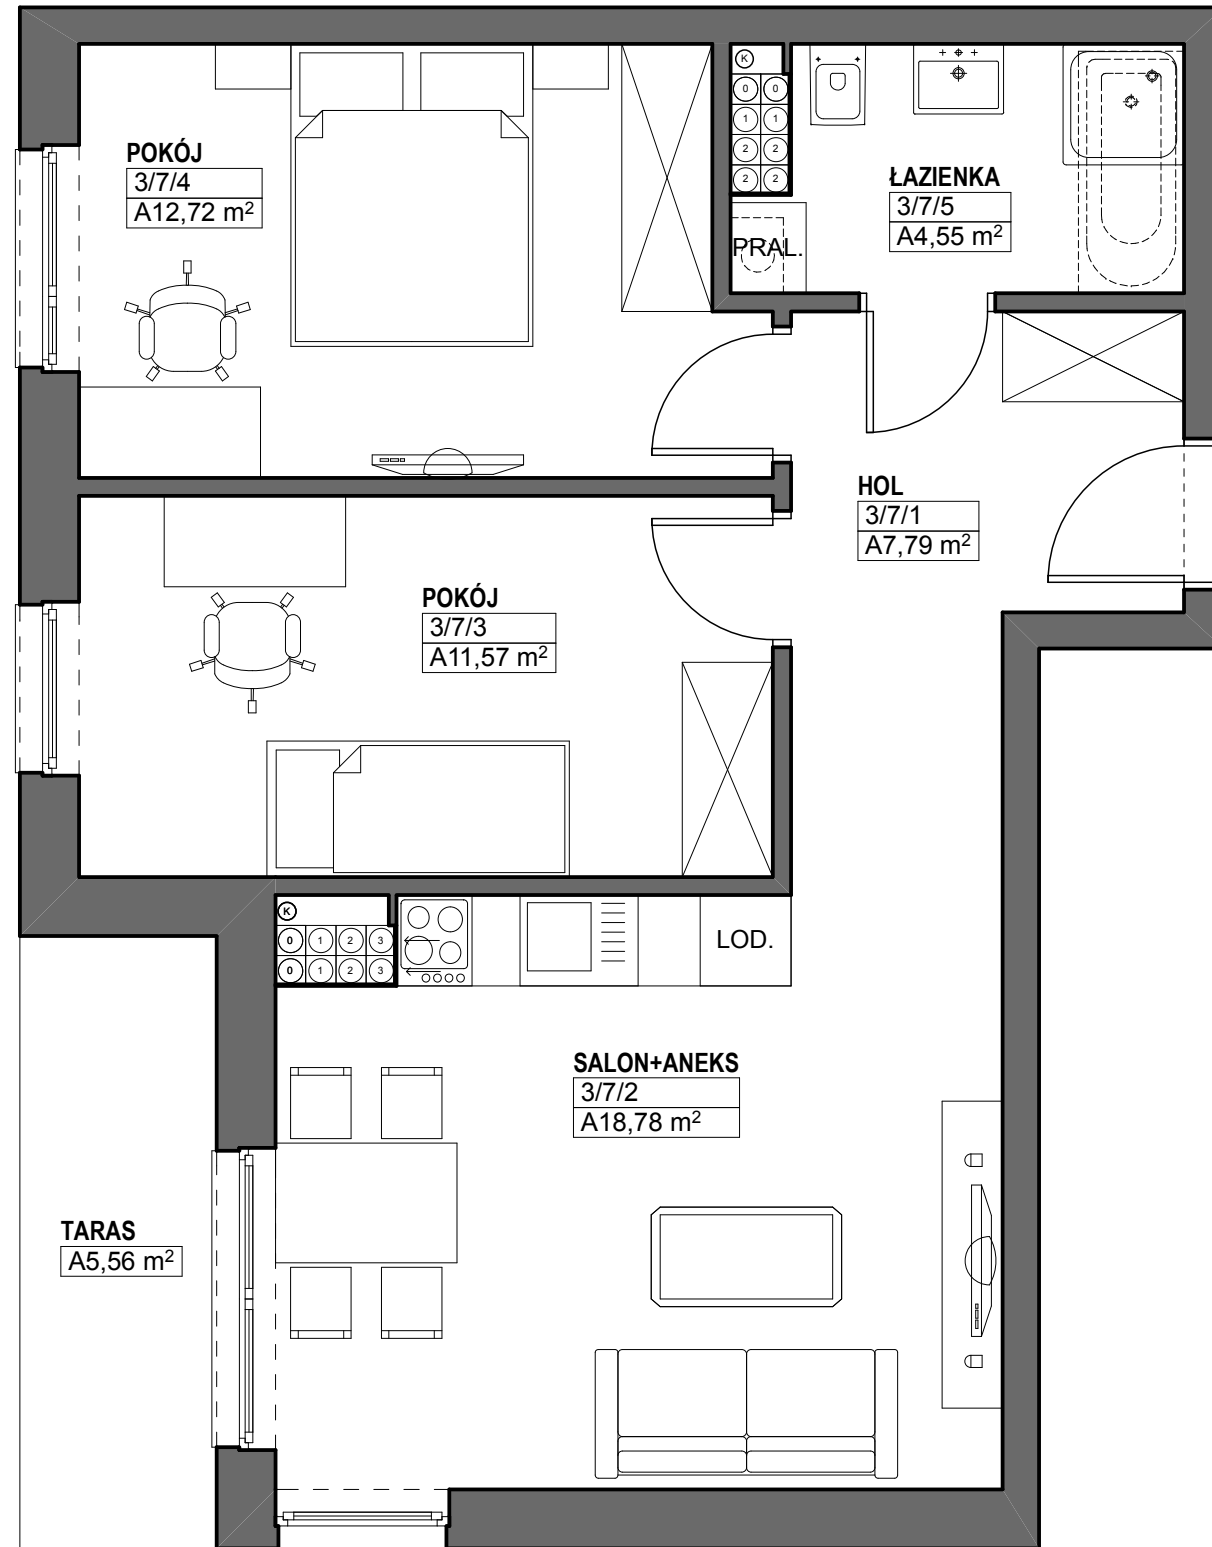 POKÓJ
3/7/4
A12,72 m²
K
0 0
1 1
2 2
2 2
PRAL.
ŁAZIENKA
3/7/5
A4,55 m²
HOL
3/7/1
A7,79 m²
POKÓJ
3/7/3
A11,57 m²
K
0 1 2 3
0 1 2 3
LOD.
SALON+ANEKS
3/7/2
A18,78 m²
TARAS
A5,56 m²